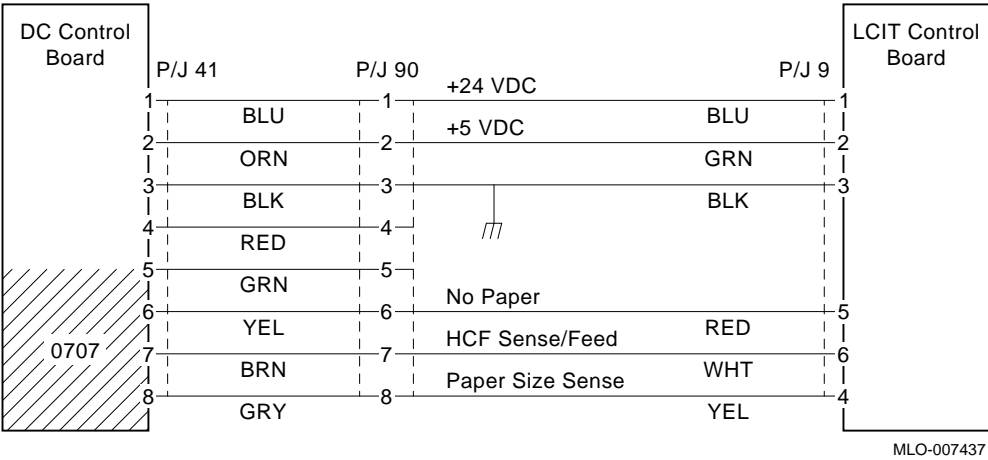 DC Control
Board
LCIT Control
Board
P/J 41
P/J 90
P/J 9
+24 VDC
1 1 1
BLU BLU
+5 VDC
2 2 2
ORN GRN
3 3 3
BLK BLK
4 4
RED
5 5
GRN
No Paper
6 6 5
YEL RED
HCF Sense/Feed
0707
7 7 6
BRN WHT
Paper Size Sense
8 8 4
GRY YEL
MLO-007437